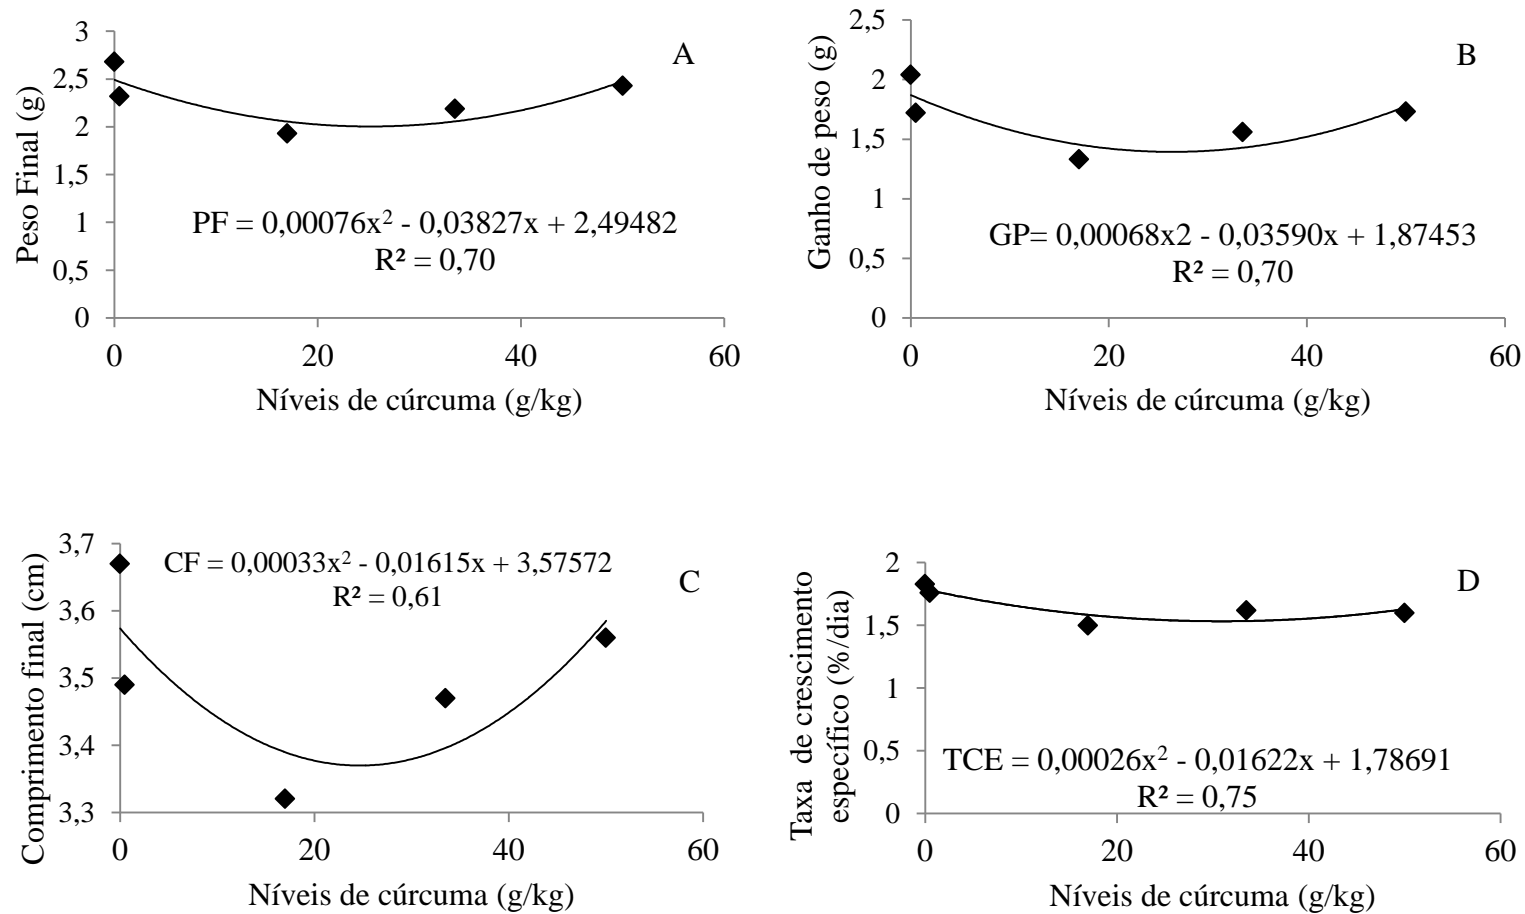 A
Peso Final (g)
3
2,5
2
1,5
1
0,5
0
PF = 0,00076x² - 0,03827x + 2,49482
R² = 0,70
0 20 40 60
Níveis de cúrcuma (g/kg)
B
Ganho de peso (g)
2,5
2
1,5
1
0,5
0
GP= 0,00068x2 - 0,03590x + 1,87453
R² = 0,70
0 20 40 60
Níveis de cúrcuma (g/kg)
C
Comprimento final (cm)
3,7
3,6
3,5
3,4
3,3
CF = 0,00033x² - 0,01615x + 3,57572
R² = 0,61
0 20 40 60
Níveis de cúrcuma (g/kg)
D
Taxa de crescimento
específico (%/dia)
2
1,5
1
0,5
0
TCE = 0,00026x² - 0,01622x + 1,78691
R² = 0,75
0 20 40 60
Níveis de cúrcuma (g/kg)